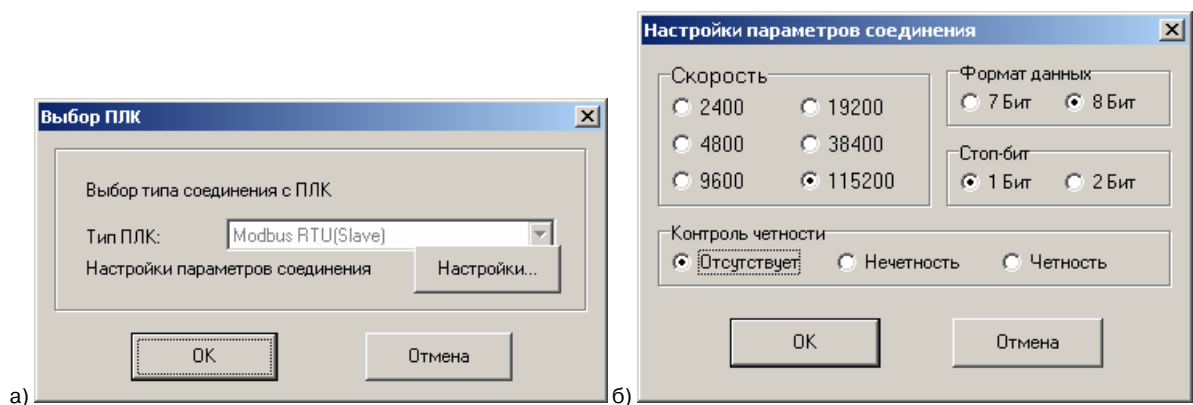 Выбор ПЛК
Выбор типа соединения с ПЛК
Тип ПЛК: Modbus RTU(Slave)
Настройки параметров соединения Настройки...
OK Отмена
а)
Настройки параметров соединения
Скорость
2400 19200
4800 38400
9600 115200
Формат данных
7 Бит 8 Бит
Стоп-бит
1 Бит 2 Бит
Контроль четности
Отсутствует Нечетность Четность
OK Отмена
б)